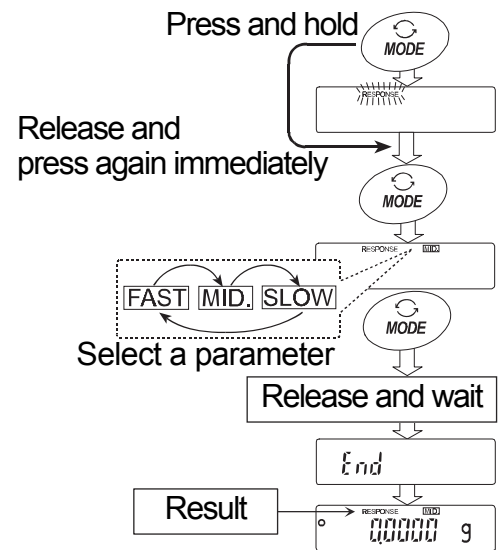 Press and hold
MODE
RESPONSE
Release and
press again immediately
MODE
RESPONSE MID.
FAST MID. SLOW
MODE
Select a parameter
Release and wait
End
Result
RESPONSE MID.
0.0000 g